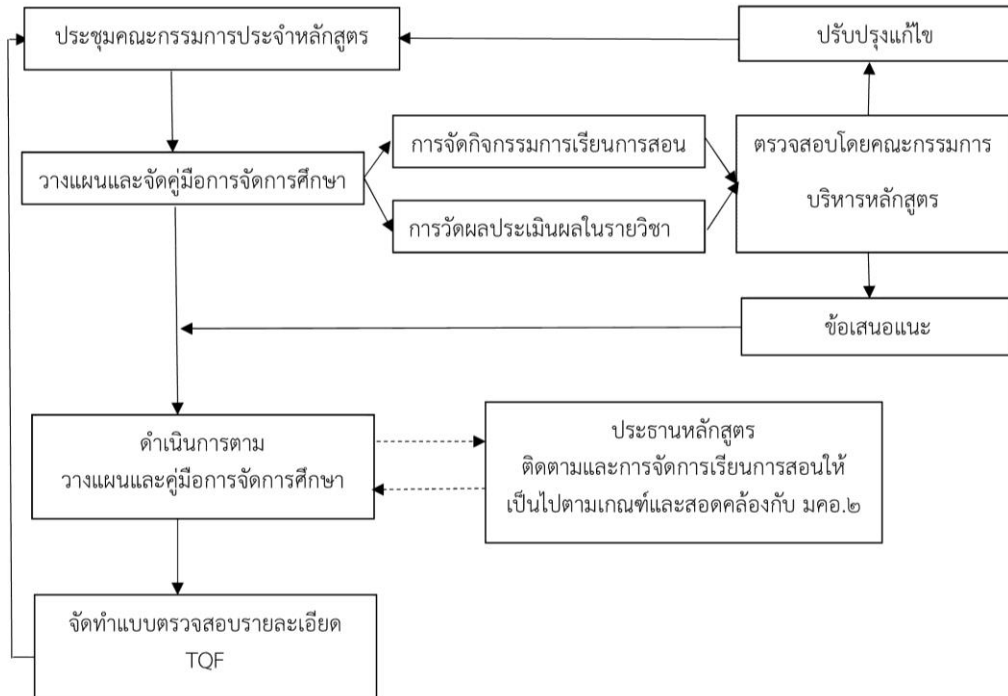 ประชุมคณะกรรมการประจำหลักสูตร
ปรับปรุงแก้ไข
การจัดกิจกรรมการเรียนการสอน
ตรวจสอบโดยคณะกรรมการ
บริหารหลักสูตร
วางแผนและจัดคู่มือการจัดการศึกษา
การวัดผลประเมินผลในรายวิชา
ข้อเสนอแนะ
ดำเนินการตาม
วางแผนและคู่มือการจัดการศึกษา
ประธานหลักสูตร
ติดตามและการจัดการเรียนการสอนให้
เป็นไปตามเกณฑ์และสอดคล้องกับ มคอ.๒
จัดทำแบบตรวจสอบรายละเอียด
TQF